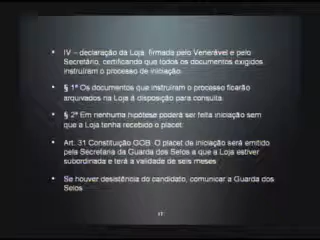 • IV – declaração da Loja firmada pelo Venerável e pelo
Secretário, certificando que todos os documentos exigidos
instruíram o processo de iniciação.
• § 1º Os documentos que instruíram o processo ficarão
arquivados na Loja á disposição para consulta.
• § 2º Em nenhuma hipótese poderá ser feita iniciação sem
que a Loja tenha recebido o placet.
• Art. 31 Constituição GOB O placet de iniciação será emitido
pela Secretaria da Guarda dos Selos a que a Loja estiver
subordinada e terá a validade de seis meses
• Se houver desistência do candidato, comunicar a Guarda dos
Selos